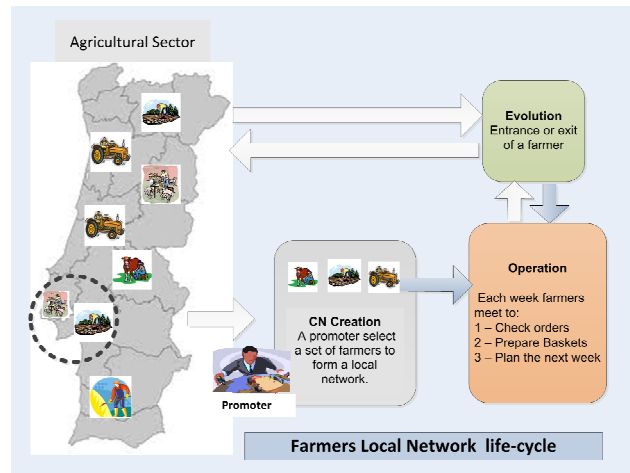 Agricultural Sector
Evolution
Entrance or exit
of a farmer
Operation
Each week farmers
meet to:
1 – Check orders
2 – Prepare Baskets
3 – Plan the next week
CN Creation
A promoter select
a set of farmers to
form a local
network.
Promoter
Farmers Local Network life-cycle